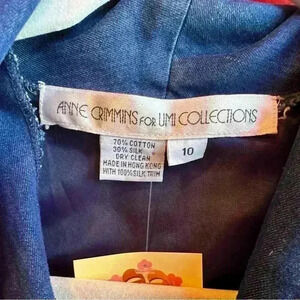 ANNE CRIMMINS FOR UMI COLLECTIONS
70% COTTON
30% SILK
DRY CLEAN
MADE IN HONG KONG
WITH 100% SILK TRIM
10